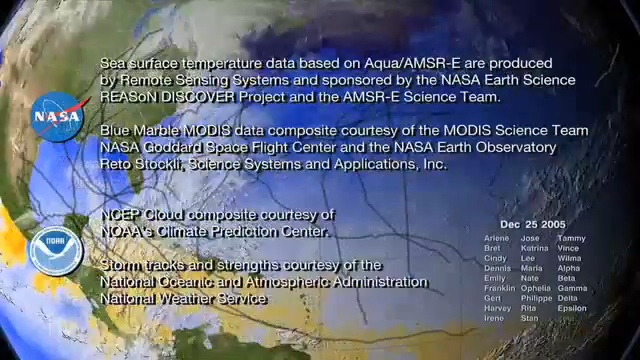 Sea surface temperature data based on Aqua/AMSR-E are produced
by Remote Sensing Systems and sponsored by the NASA Earth Science
REASoN DISCOVER Project and the AMSR-E Science Team.
NASA
Blue Marble MODIS data composite courtesy of the MODIS Science Team
NASA Goddard Space Flight Center and the NASA Earth Observatory
Reto Stockli, Science Systems and Applications, Inc.
NCEP Cloud composite courtesy of
NOAA's Climate Prediction Center.
NOAA
Storm tracks and strengths courtesy of the
National Oceanic and Atmospheric Administration
National Weather Service
Dec 25 2005
Arlene Jose Tammy
Bret Katrina Vince
Cindy Lee Wilma
Dennis Maria Alpha
Emily Nate Beta
Franklin Ophelia Gamma
Gert Philippe Delta
Harvey Rita Epsilon
Irene Stan